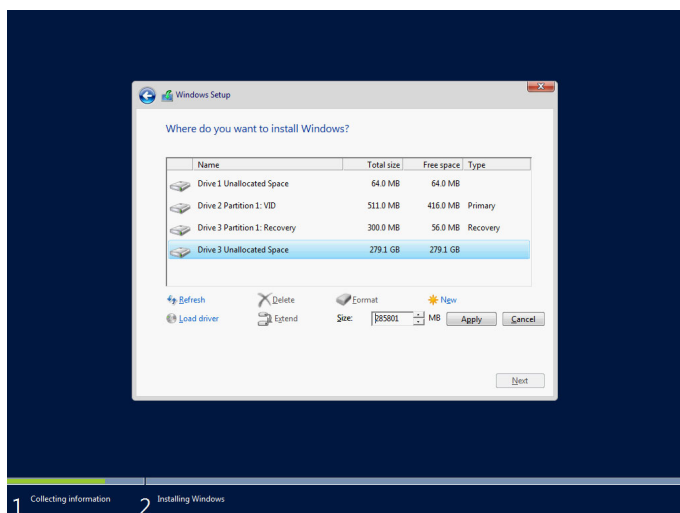 Windows Setup
Where do you want to install Windows?
Name Total size Free space Type
Drive 1 Unallocated Space 64.0 MB 64.0 MB
Drive 2 Partition 1: VID 511.0 MB 416.0 MB Primary
Drive 3 Partition 1: Recovery 300.0 MB 56.0 MB Recovery
Drive 3 Unallocated Space 279.1 GB 279.1 GB
Refresh Delete Format New
Load driver Extend Size: 285801 MB Apply Cancel
Next
1 Collecting information 2 Installing Windows